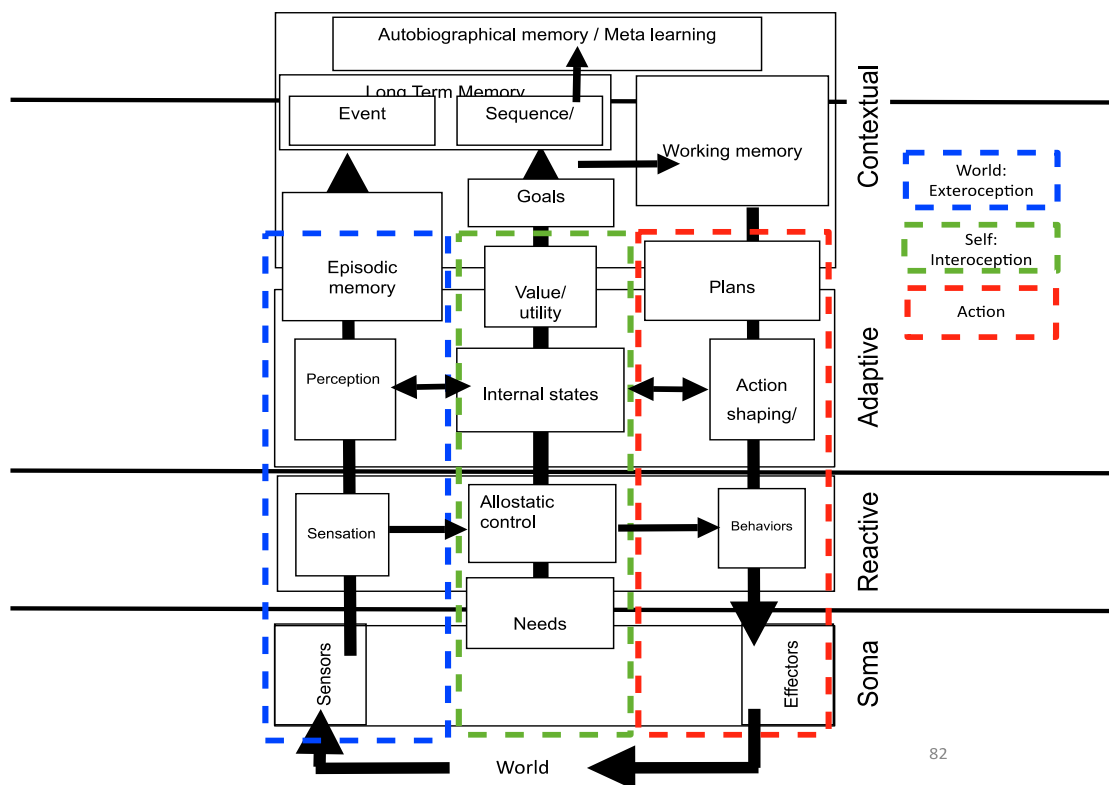 Autobiographical memory / Meta learning
Long Term Memory
Event
Sequence/
Working memory
Goals
Contextual
World:
Exteroception
Self:
Interoception
Action
Episodic
memory
Value/
utility
Plans
Perception
Internal states
Action
shaping/
Adaptive
Sensation
Allostatic
control
Behaviors
Reactive
Needs
Sensors
Effectors
Soma
World
82